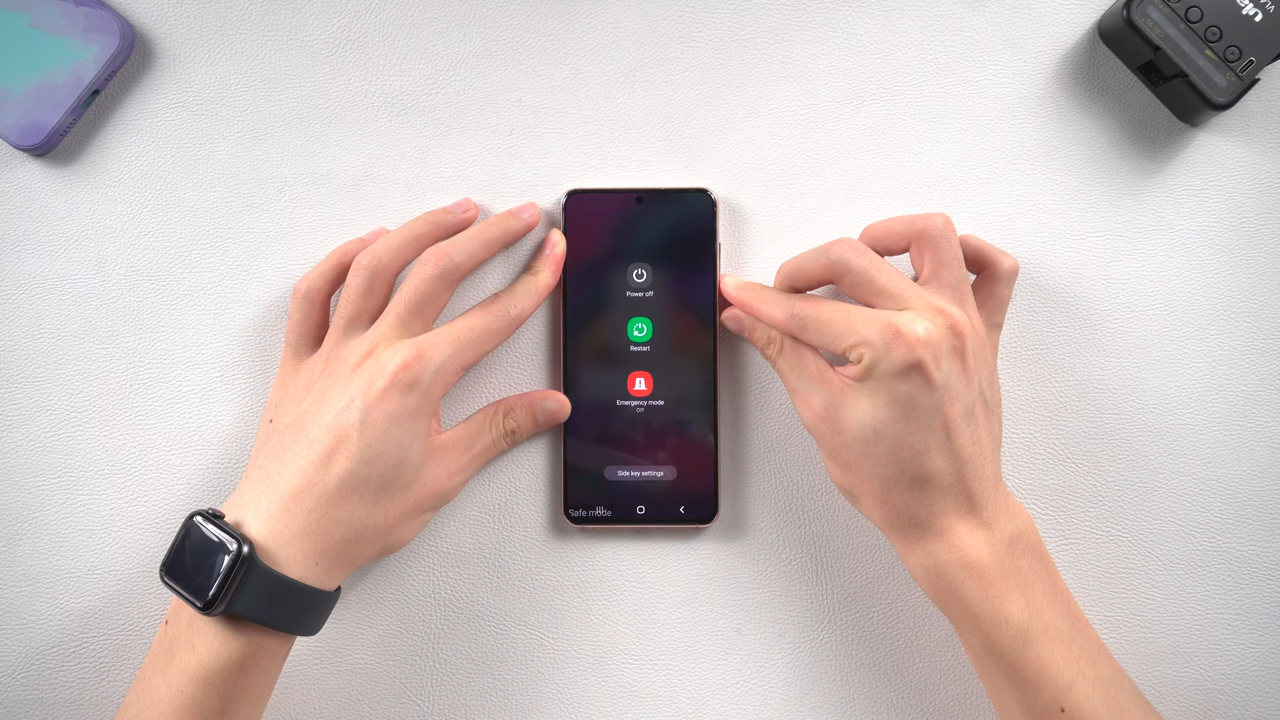 Power off
Restart
Emergency mode
Off
Side key settings
Safe mode